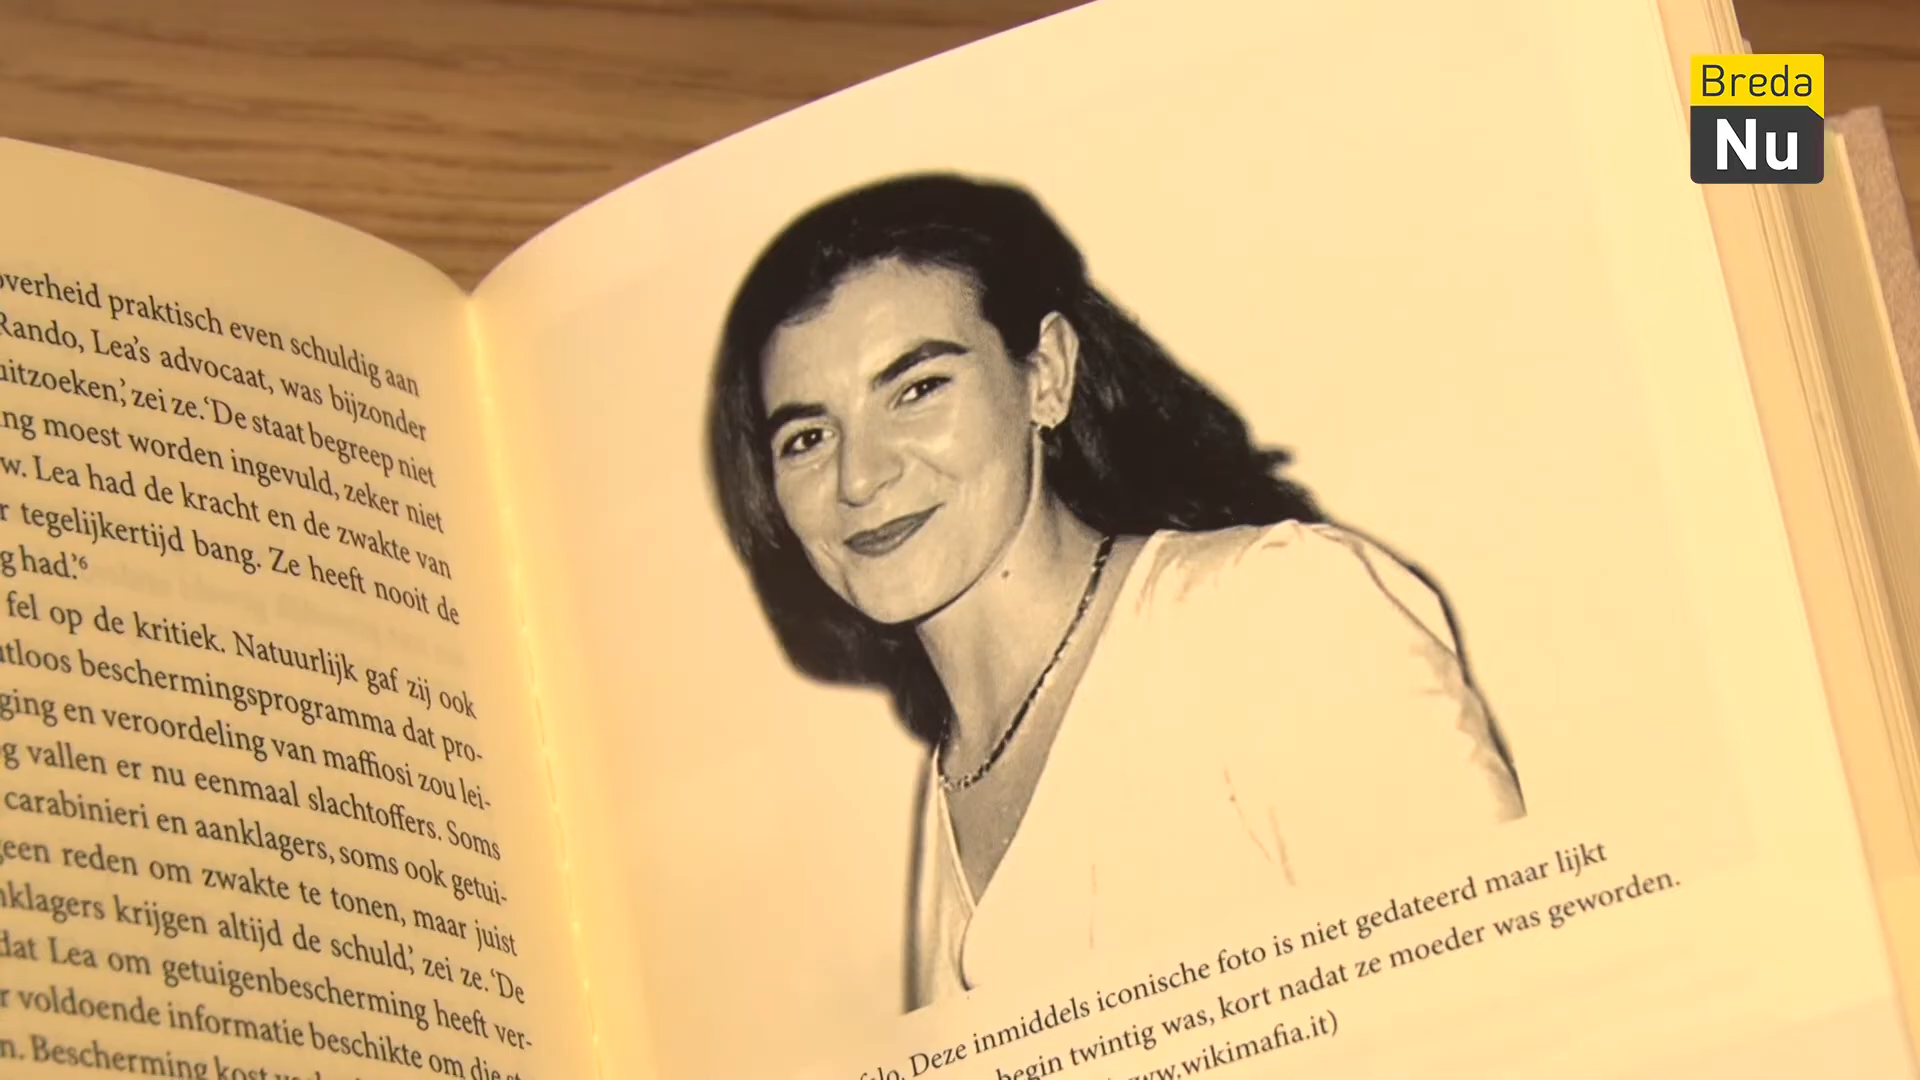 overheid praktisch even schuldig aan
Rando, Lea's advocaat, was bijzonder
uitzoeken,' zei ze. 'De staat begreep niet
ng moest worden ingevuld, zeker niet
w. Lea had de kracht en de zwakte van
r tegelijkertijd bang. Ze heeft nooit de
g had.'6
fel op de kritiek. Natuurlijk gaf zij ook
tloos beschermingsprogramma dat pro-
ging en veroordeling van maffiosi zou lei-
g vallen er nu eenmaal slachtoffers. Soms
carabinieri en aanklagers, soms ook getui-
geen reden om zwakte te tonen, maar juist
nklagers krijgen altijd de schuld,' zei ze. 'De
dat Lea om getuigenbescherming heeft ver-
r voldoende informatie beschikte om die
n. Bescherming kost
Deze inmiddels iconische foto is niet gedateerd maar lijkt
begin twintig was, kort nadat ze moeder was geworden.
www.wikimafia.it)
Breda
Nu